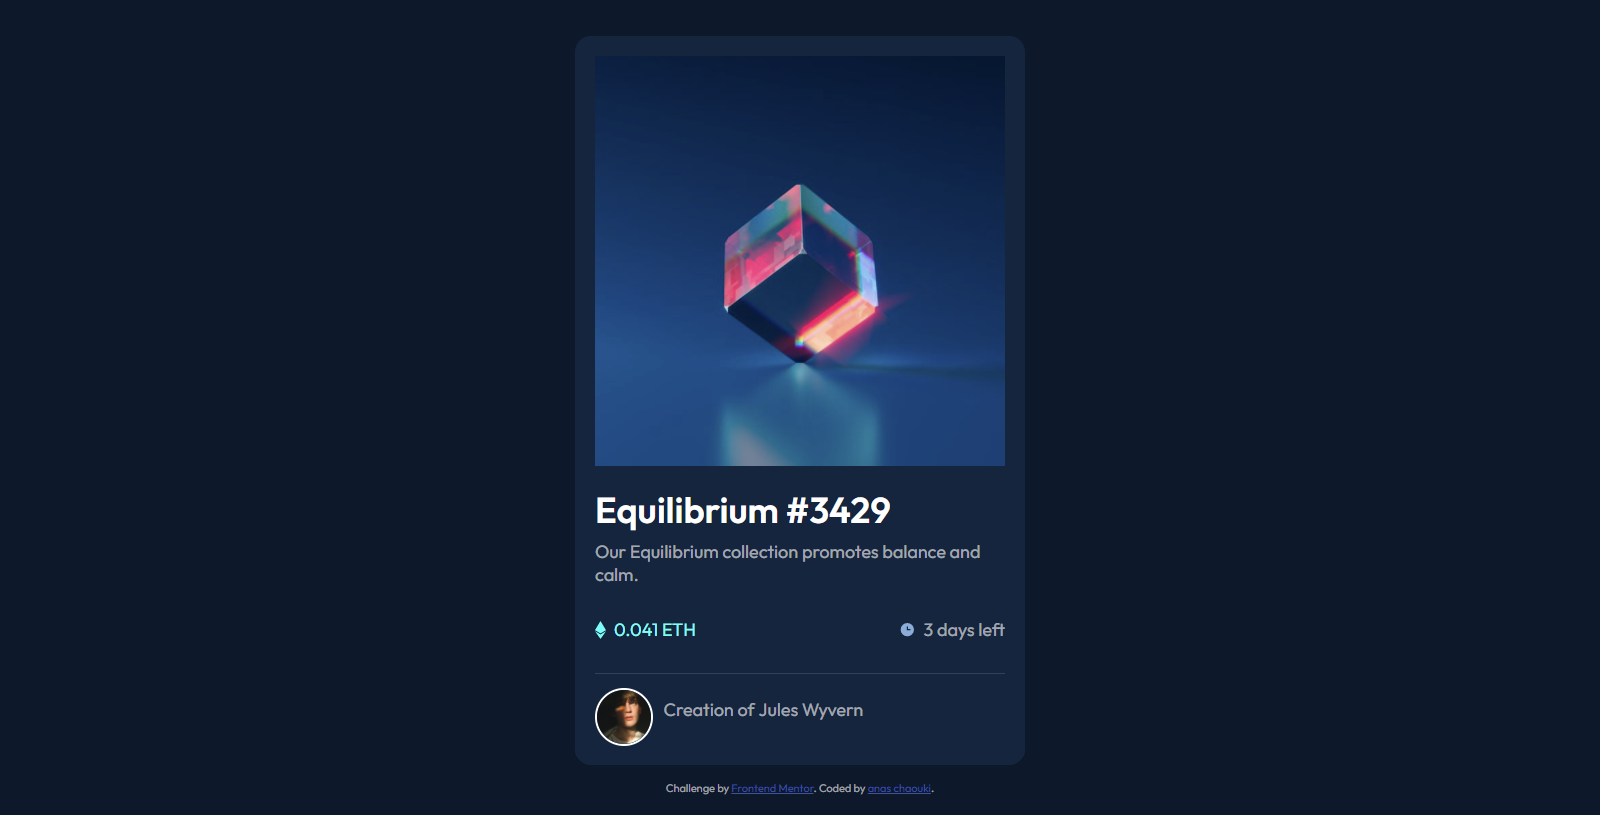 Equilibrium #3429
Our Equilibrium collection promotes balance and
calm.
0.041 ETH
3 days left
Creation of Jules Wyvern
Challenge by Frontend Mentor. Coded by anas chaouki.